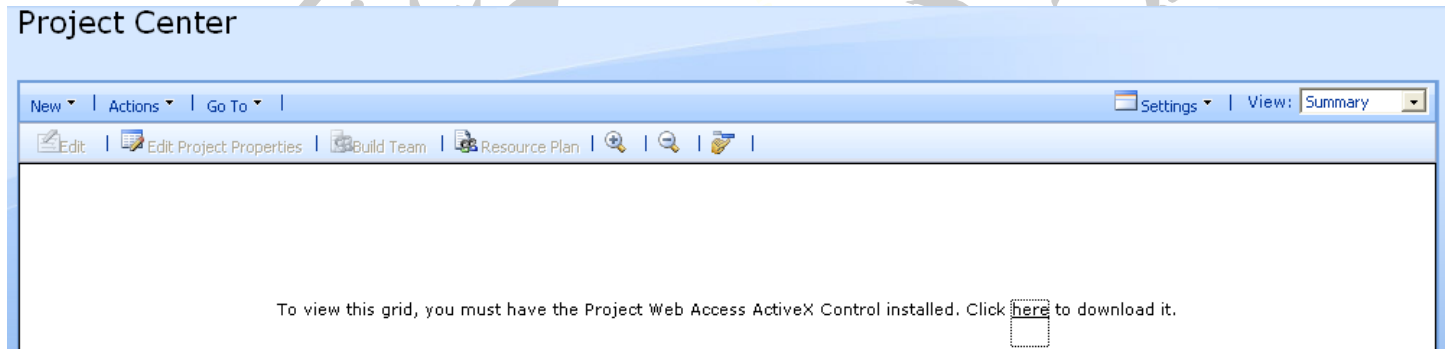 Project Center
New | Actions | Go To | Settings | View: Summary
Edit | Edit Project Properties | Build Team | Resource Plan | | |
To view this grid, you must have the Project Web Access ActiveX Control installed. Click here to download it.